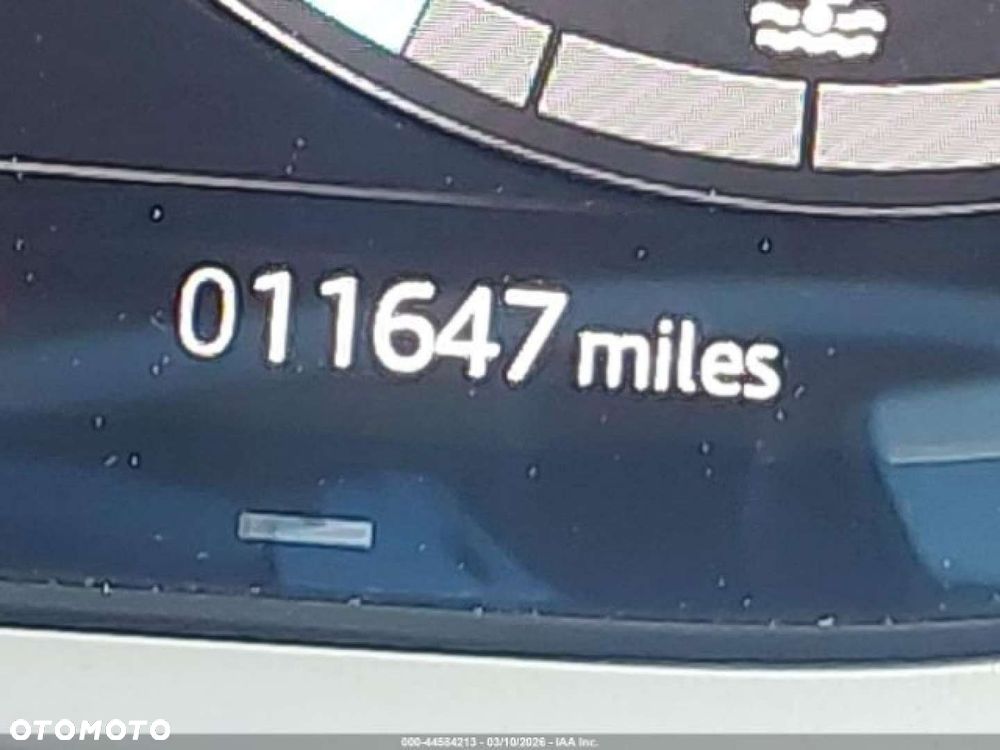 011647 miles
OTOMOTO
000-44584213 - 03/10/2026 - IAA Inc.